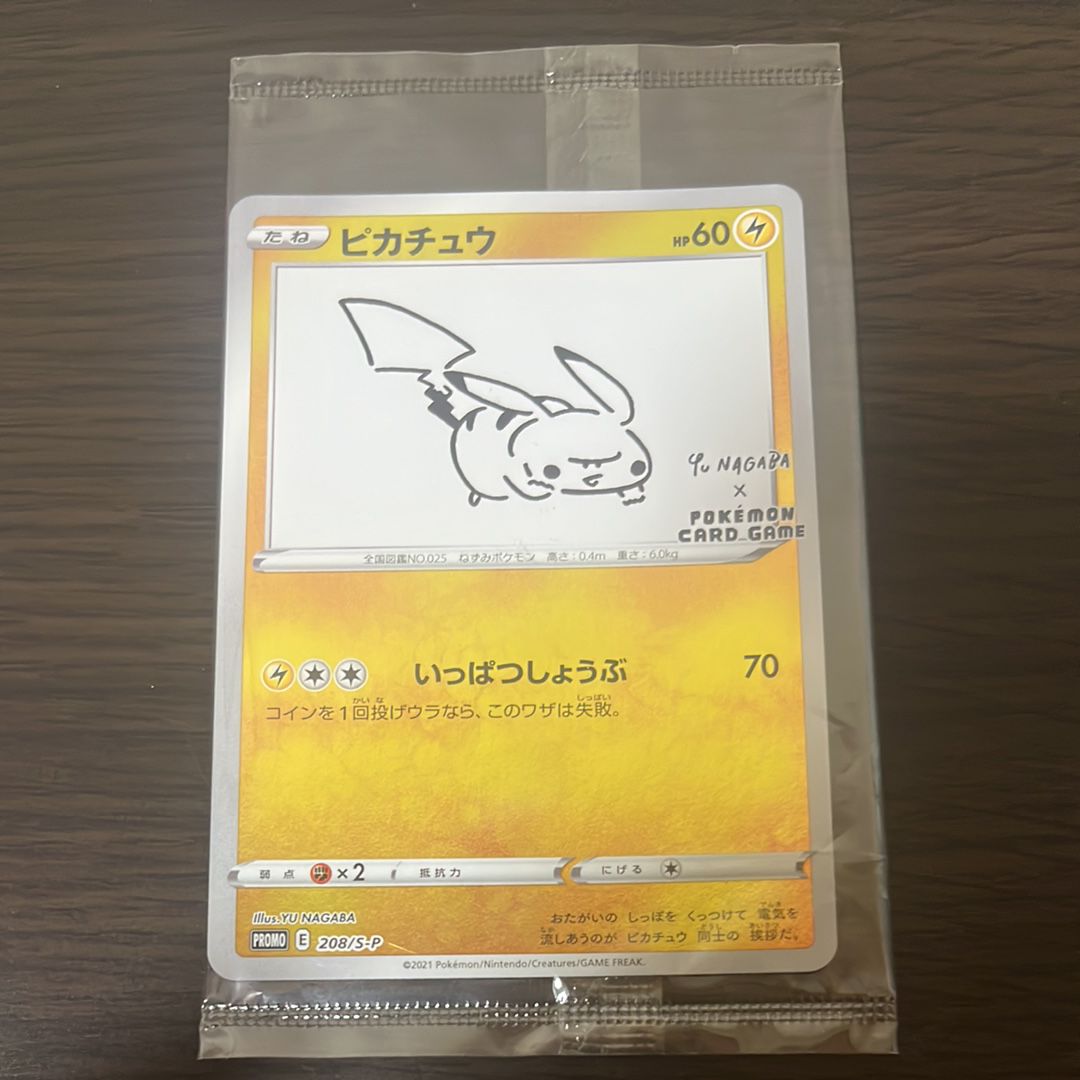 たね ピカチュウ HP60
YU NAGABA
×
POKÉMON
CARD_GAME
全国図鑑NO.025 ねずみポケモン 高さ:0.4m 重さ:6.0kg
いっぱつしょうぶ 70
コインを1回投げウラなら、このワザは失敗。
弱点 ×2 抵抗力 にげる
Illus.YU NAGABA
PROMO E 208/S-P
おたがいの しっぽを くっつけて 電気を
流しあうのが ピカチュウ 同士の 挨拶だ。
©2021 Pokémon/Nintendo/Creatures/GAME FREAK.